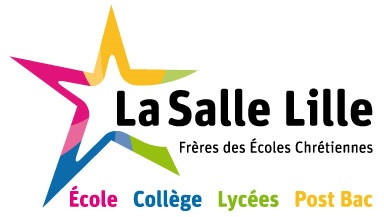 La Salle Lille
Frères des Écoles Chrétiennes
École Collège Lycées Post Bac